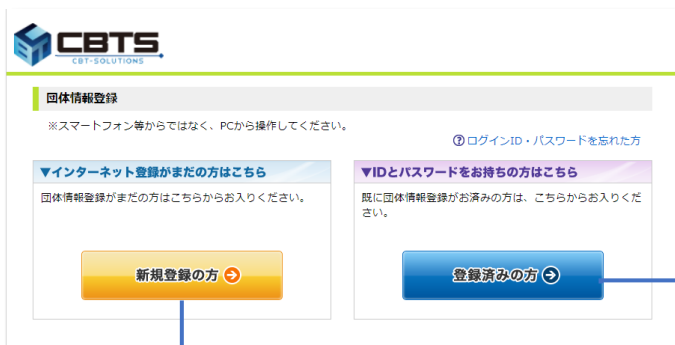 CBTS.
CBT-SOLUTIONS
団体情報登録
※スマートフォン等からではなく、PCから操作してください。
?ログインID・パスワードを忘れた方
▼インターネット登録がまだの方はこちら
団体情報登録がまだの方はこちらからお入りください。
新規登録の方
▼IDとパスワードをお持ちの方はこちら
既に団体情報登録がお済みの方は、こちらからお入りくだ
さい。
登録済みの方